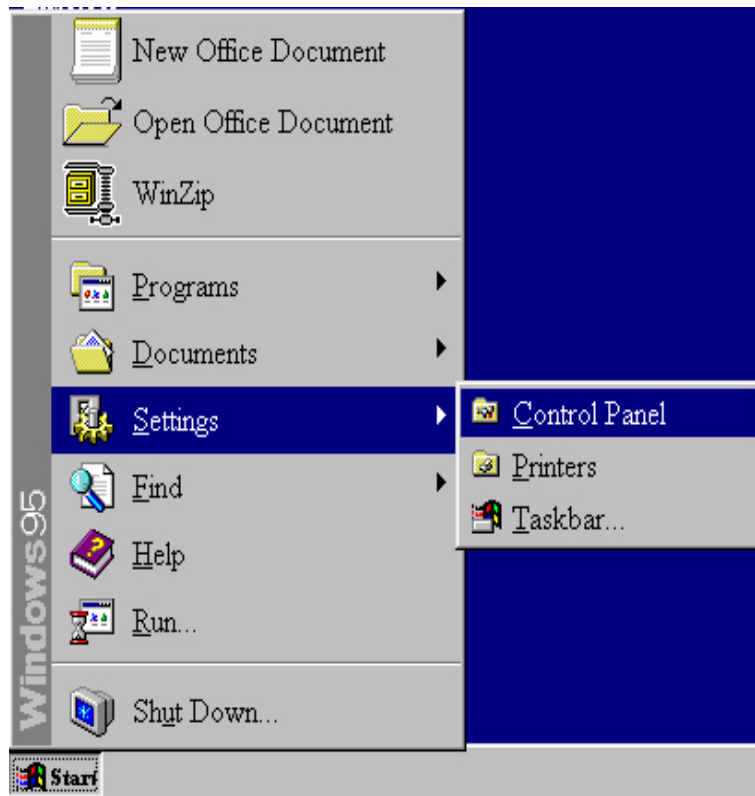 New Office Document
Open Office Document
WinZip
Programs
Documents
Settings
Find
Help
Run...
Shut Down...
Control Panel
Printers
Taskbar...
Windows95
Start